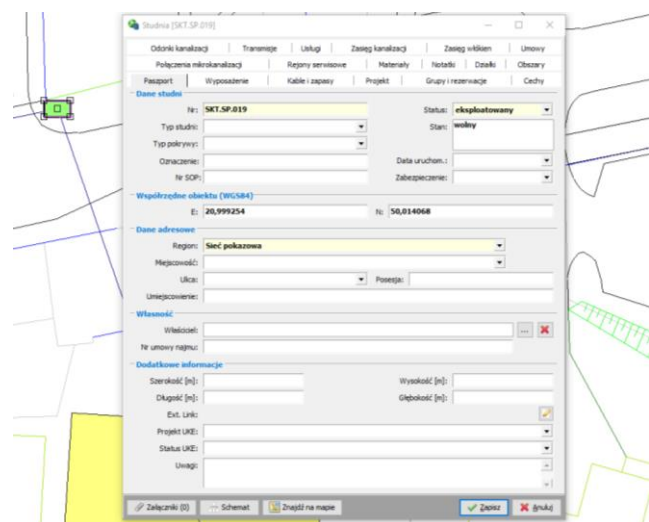 Studnia [SKT.SP.019]
Odcinki kanalizacji Transmisje Usługi Zasięg kanalizacji Zasięg włókien Umowy
Połączenia mikrokanalizacji Rejony serwisowe Materiały Notatki Działki Obszary
Paszport Wyposażenie Kable i zapasy Projekt Grupy i rezerwacje Cechy
Dane studni
Nr: SKT.SP.019 Status: eksploatowany
Typ studni: Stan: wolny
Typ pokrywy:
Oznaczenie: Data uruchom.:
Nr SOP: Zabezpieczenie:
Współrzędne obiektu (WGS84)
E: 20,999254 N: 50,014068
Dane adresowe
Region: Sieć pokazowa
Miejscowość:
Ulica: Posesja:
Umiejscowienie:
Własność
Właściciel: ...
Nr umowy najmu:
Dodatkowe informacje
Szerokość [m]: Wysokość [m]:
Długość [m]: Głębokość [m]:
Ext. Link:
Projekt UKE:
Status UKE:
Uwagi:
Załączniki (0) Schemat Znajdź na mapie Zapisz Anuluj